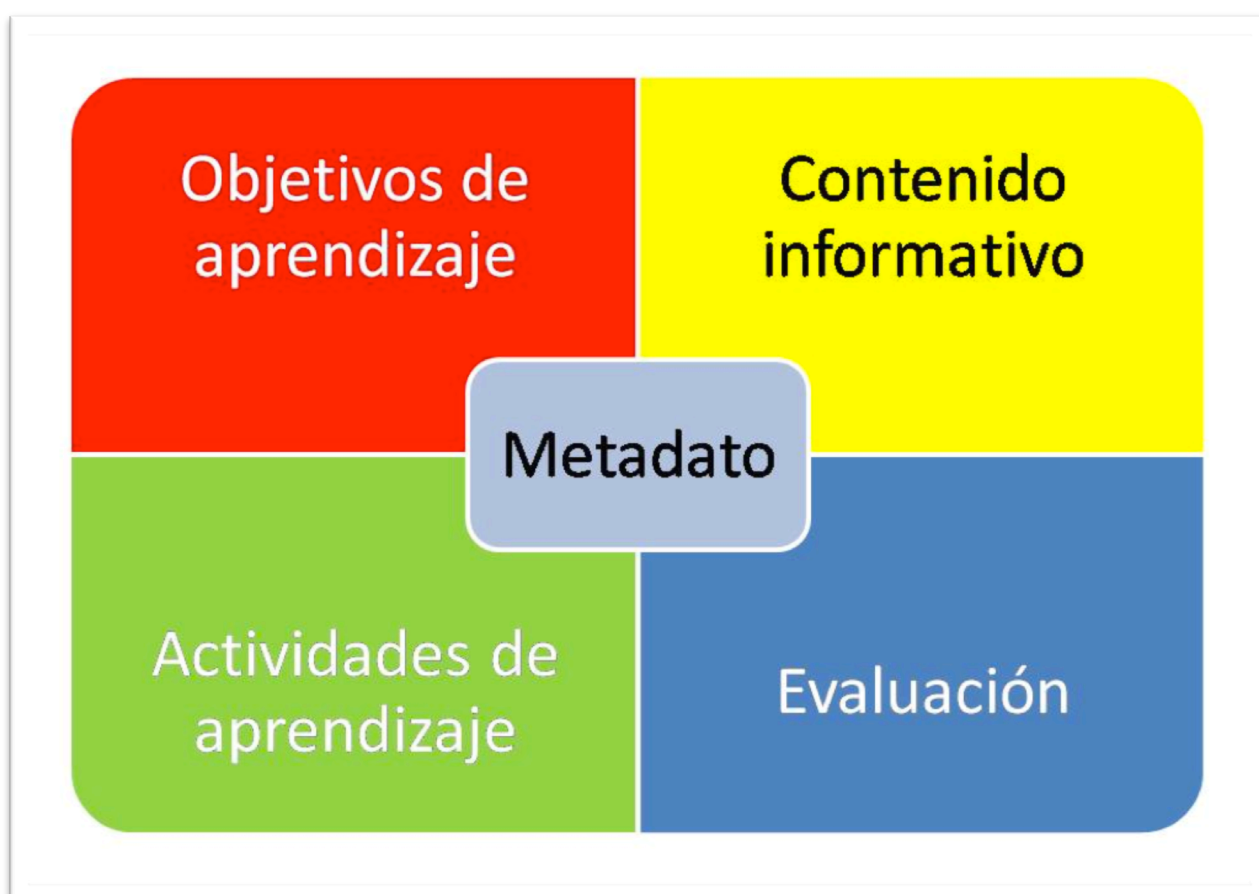 Objetivos de
aprendizaje
Contenido
informativo
Metadato
Actividades de
aprendizaje
Evaluación